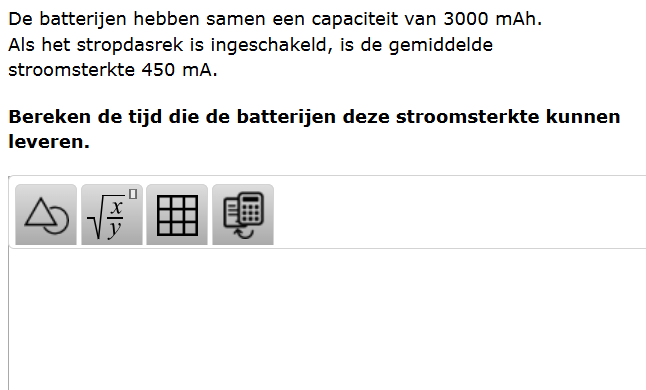 De batterijen hebben samen een capaciteit van 3000 mAh.
Als het stropdasrek is ingeschakeld, is de gemiddelde
stroomsterkte 450 mA.
Bereken de tijd die de batterijen deze stroomsterkte kunnen
leveren.
x
y